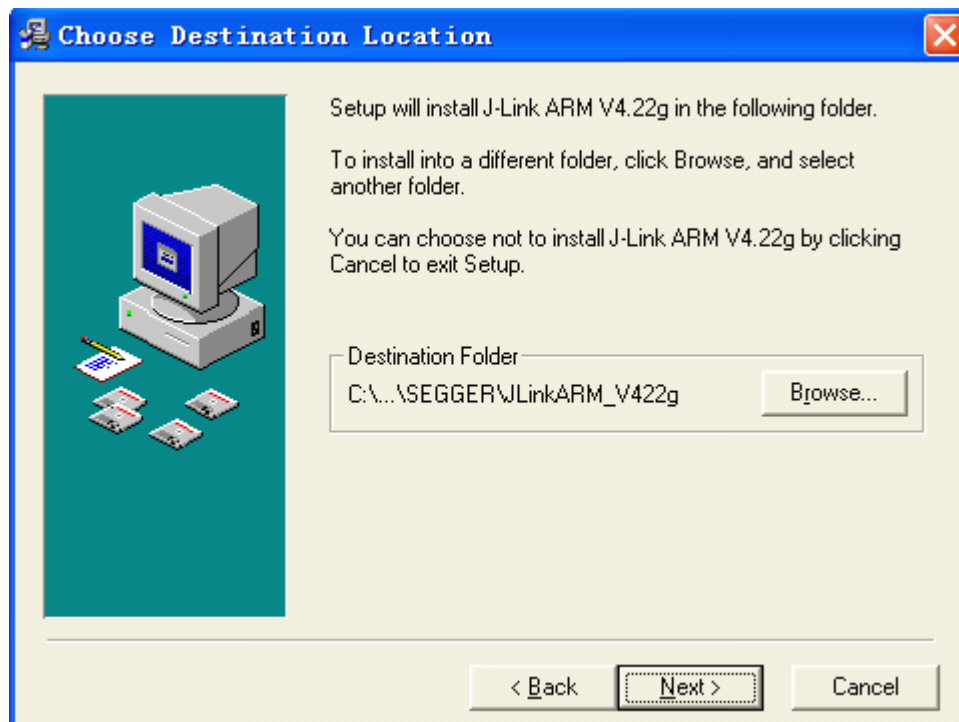 Choose Destination Location
Setup will install J-Link ARM V4.22g in the following folder.
To install into a different folder, click Browse, and select
another folder.
You can choose not to install J-Link ARM V4.22g by clicking
Cancel to exit Setup.
Destination Folder
C:\...\SEGGER\JLinkARM_V422g
Browse...
< Back
Next >
Cancel